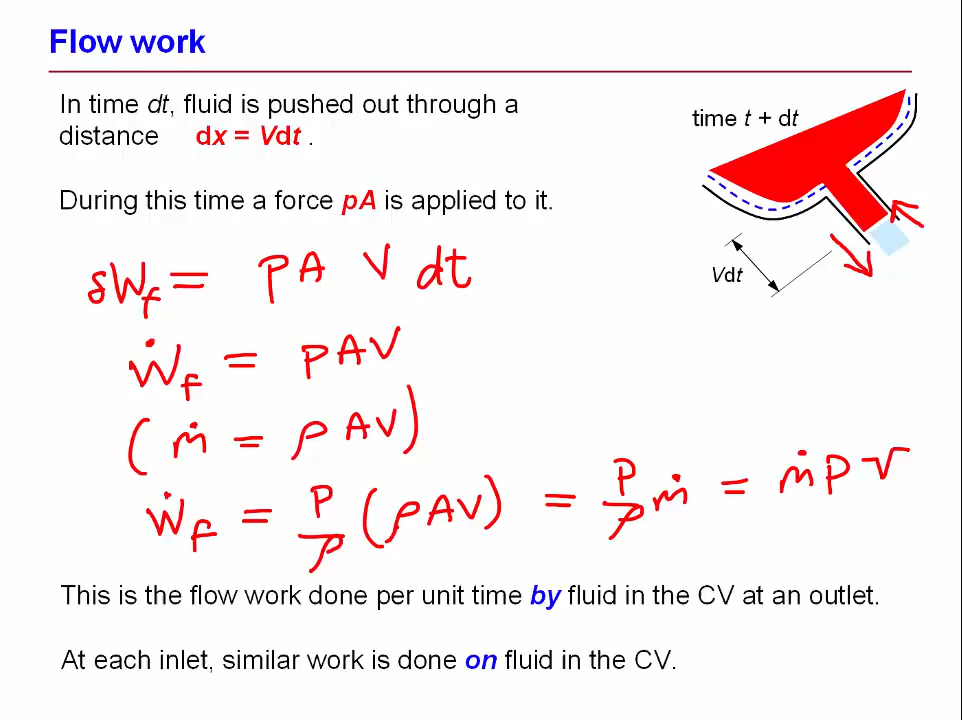 Flow work
In time dt, fluid is pushed out through a
distance dx = Vdt .
time t + dt
During this time a force pA is applied to it.
Vdt
δW_f = pA V dt
Ẇ_f = pAV
(ṁ = ρAV)
Ẇ_f = p/ρ (ρAV) = p/ρ ṁ = ṁ p v
This is the flow work done per unit time by fluid in the CV at an outlet.
At each inlet, similar work is done on fluid in the CV.